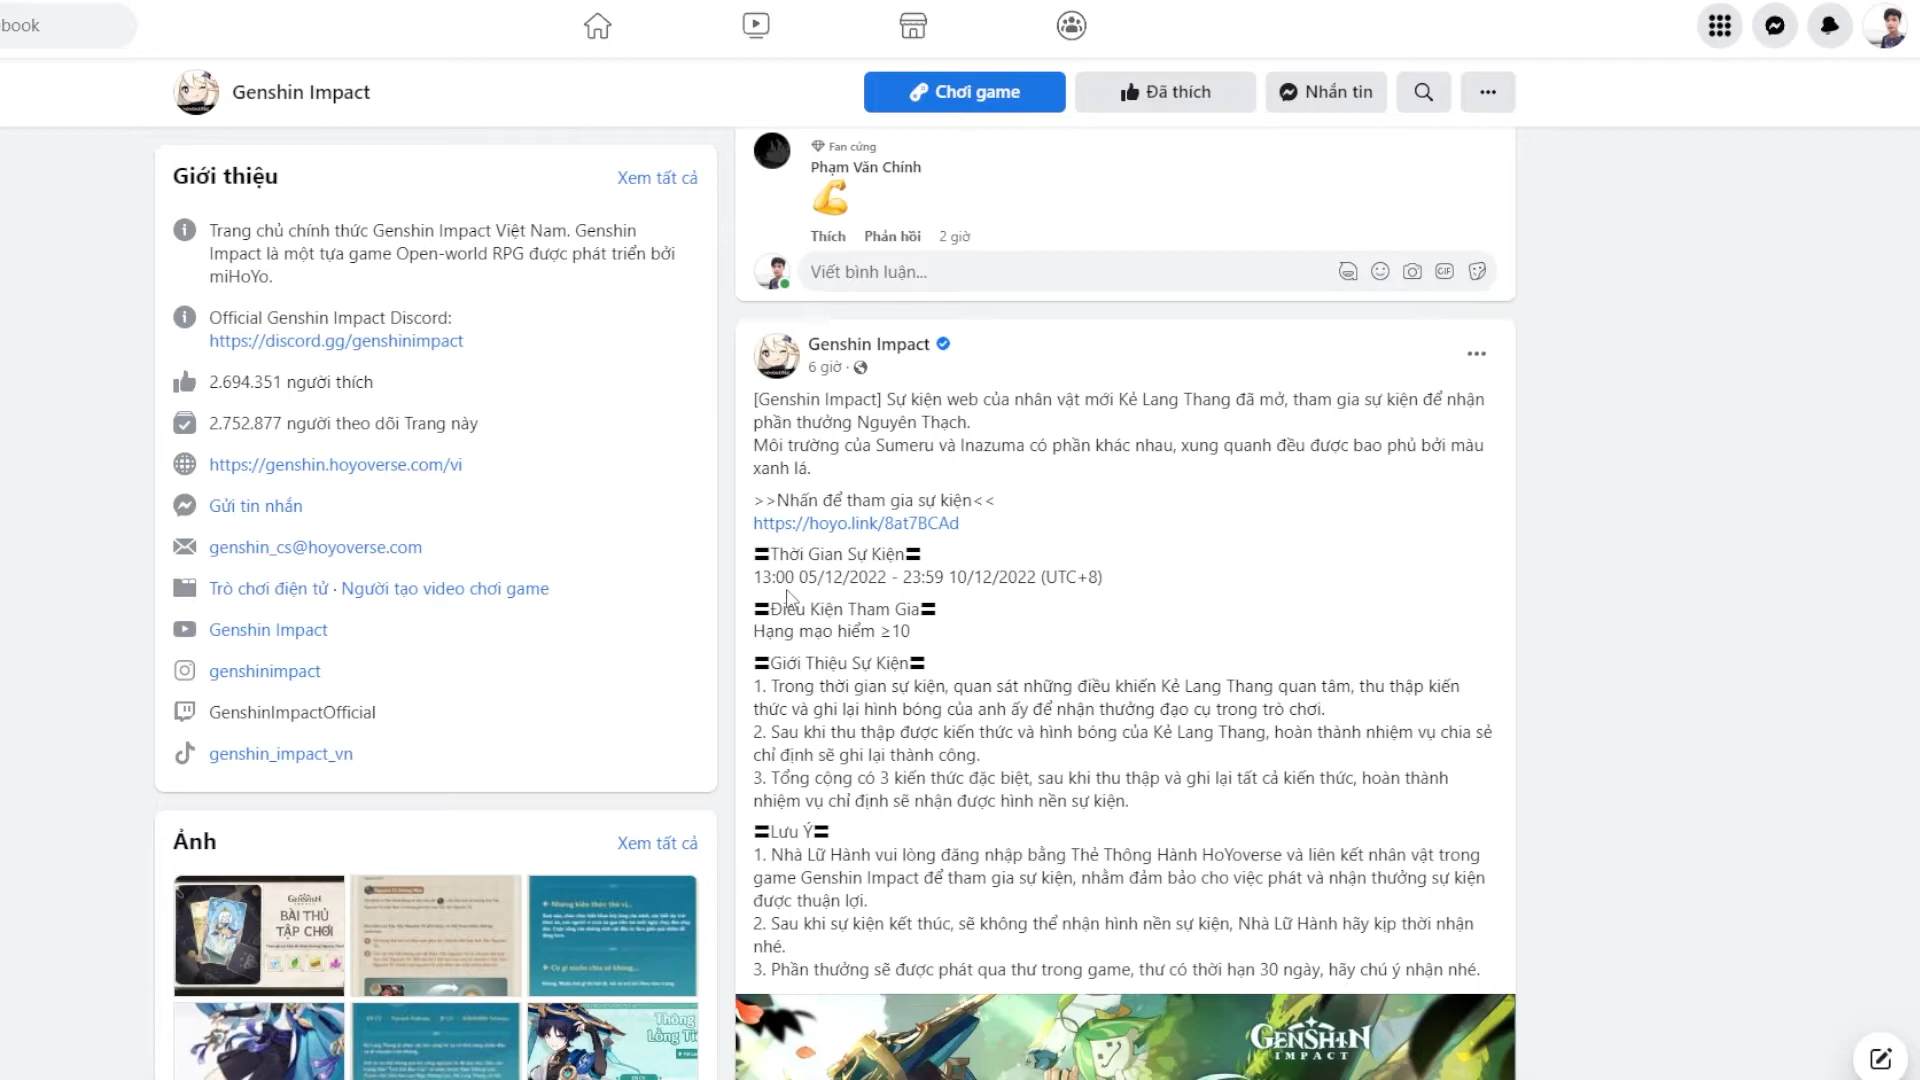 book
Genshin Impact
Chơi game
Đã thích
Nhắn tin
Giới thiệu
Xem tất cả
Trang chủ chính thức Genshin Impact Việt Nam. Genshin
Impact là một tựa game Open-world RPG được phát triển bởi
miHoYo.
Official Genshin Impact Discord:
https://discord.gg/genshinimpact
2.694.351 người thích
2.752.877 người theo dõi Trang này
https://genshin.hoyoverse.com/vi
Gửi tin nhắn
genshin_cs@hoyoverse.com
Trò chơi điện tử · Người tạo video chơi game
Genshin Impact
genshinimpact
GenshinImpactOfficial
genshin_impact_vn
Ảnh
Xem tất cả
GENSHIN
BÀI THỦ
TẬP CHƠI
Những kiến thức thú vị...
Có gì muốn chia sẻ không...
Thông
Lồng Ti
Fan cứng
Phạm Văn Chính
Thích Phản hồi 2 giờ
Viết bình luận...
GIF
Genshin Impact
6 giờ ·
[Genshin Impact] Sự kiện web của nhân vật mới Kẻ Lang Thang đã mở, tham gia sự kiện để nhận
phần thưởng Nguyên Thạch.
Môi trường của Sumeru và Inazuma có phần khác nhau, xung quanh đều được bao phủ bởi màu
xanh lá.
>>Nhấn để tham gia sự kiện<<
https://hoyo.link/8at7BCAd
〓Thời Gian Sự Kiện〓
13:00 05/12/2022 - 23:59 10/12/2022 (UTC+8)
〓Điều Kiện Tham Gia〓
Hạng mạo hiểm ≥10
〓Giới Thiệu Sự Kiện〓
1. Trong thời gian sự kiện, quan sát những điều khiến Kẻ Lang Thang quan tâm, thu thập kiến
thức và ghi lại hình bóng của anh ấy để nhận thưởng đạo cụ trong trò chơi.
2. Sau khi thu thập được kiến thức và hình bóng của Kẻ Lang Thang, hoàn thành nhiệm vụ chia sẻ
chỉ định sẽ ghi lại thành công.
3. Tổng cộng có 3 kiến thức đặc biệt, sau khi thu thập và ghi lại tất cả kiến thức, hoàn thành
nhiệm vụ chỉ định sẽ nhận được hình nền sự kiện.
〓Lưu Ý〓
1. Nhà Lữ Hành vui lòng đăng nhập bằng Thẻ Thông Hành HoYoverse và liên kết nhân vật trong
game Genshin Impact để tham gia sự kiện, nhằm đảm bảo cho việc phát và nhận thưởng sự kiện
được thuận lợi.
2. Sau khi sự kiện kết thúc, sẽ không thể nhận hình nền sự kiện, Nhà Lữ Hành hãy kịp thời nhận
nhé.
3. Phần thưởng sẽ được phát qua thư trong game, thư có thời hạn 30 ngày, hãy chú ý nhận nhé.
GENSHIN
IMPACT